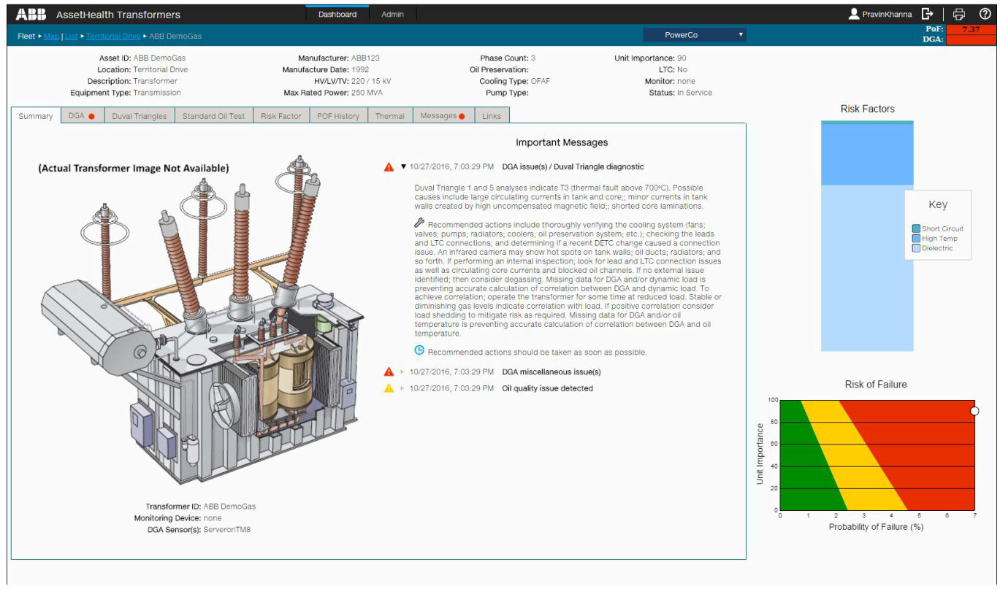 ABB AssetHealth Transformers
Dashboard
Admin
PravinKhanna
Fleet ▸ Map | List ▸ Territorial Drive ▸ ABB DemoGas
PowerCo
PoF: 7.37
DGA:
Asset ID: ABB DemoGas
Location: Territorial Drive
Description: Transformer
Equipment Type: Transmission
Manufacturer: ABB123
Manufacture Date: 1992
HV/LV/TV: 220 / 15 kV
Max Rated Power: 250 MVA
Phase Count: 3
Oil Preservation:
Cooling Type: OFAF
Pump Type:
Unit Importance: 90
LTC: No
Monitor: none
Status: In Service
Summary
DGA
Duval Triangles
Standard Oil Test
Risk Factor
POF History
Thermal
Messages
Links
(Actual Transformer Image Not Available)
Transformer ID: ABB DemoGas
Monitoring Device: none
DGA Sensor(s): ServeronTM8
Important Messages
10/27/2016, 7:03:29 PM DGA issue(s) / Duval Triangle diagnostic
Duval Triangle 1 and 5 analyses indicate T3 (thermal fault above 700ºC). Possible
causes include large circulating currents in tank and core;; minor currents in tank
walls created by high uncompensated magnetic field;; shorted core laminations.
Recommended actions include thoroughly verifying the cooling system (fans;
valves; pumps; radiators; coolers; oil preservation system; etc.); checking the leads
and LTC connections; and determining if a recent DETC change caused a connection
issue. An infrared camera may show hot spots on tank walls; oil ducts; radiators; and
so forth. If performing an internal inspection; look for lead and LTC connection issues
as well as circulating core currents and blocked oil channels. If no external issue
identified; then consider degassing. Missing data for DGA and/or dynamic load is
preventing accurate calculation of correlation between DGA and dynamic load. To
achieve correlation; operate the transformer for some time at reduced load. Stable or
diminishing gas levels indicate correlation with load. If positive correlation consider
load shedding to mitigate risk as required. Missing data for DGA and/or oil
temperature is preventing accurate calculation of correlation between DGA and oil
temperature.
Recommended actions should be taken as soon as possible.
10/27/2016, 7:03:29 PM DGA miscellaneous issue(s)
10/27/2016, 7:03:29 PM Oil quality issue detected
Risk Factors
Key
Short Circuit
High Temp
Dielectric
Risk of Failure
Unit Importance
100
80
60
40
20
0
0 1 2 3 4 5 6 7
Probability of Failure (%)